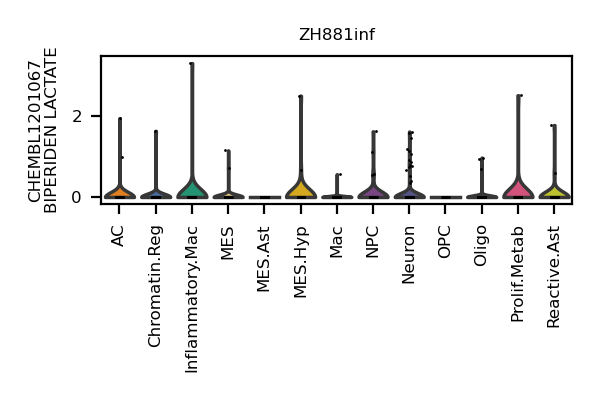 ZH881inf
CHEMBL1201067
BIPERIDEN LACTATE
2
0
AC
Chromatin.Reg
Inflammatory.Mac
MES
MES.Ast
MES.Hyp
Mac
NPC
Neuron
OPC
Oligo
Prolif.Metab
Reactive.Ast